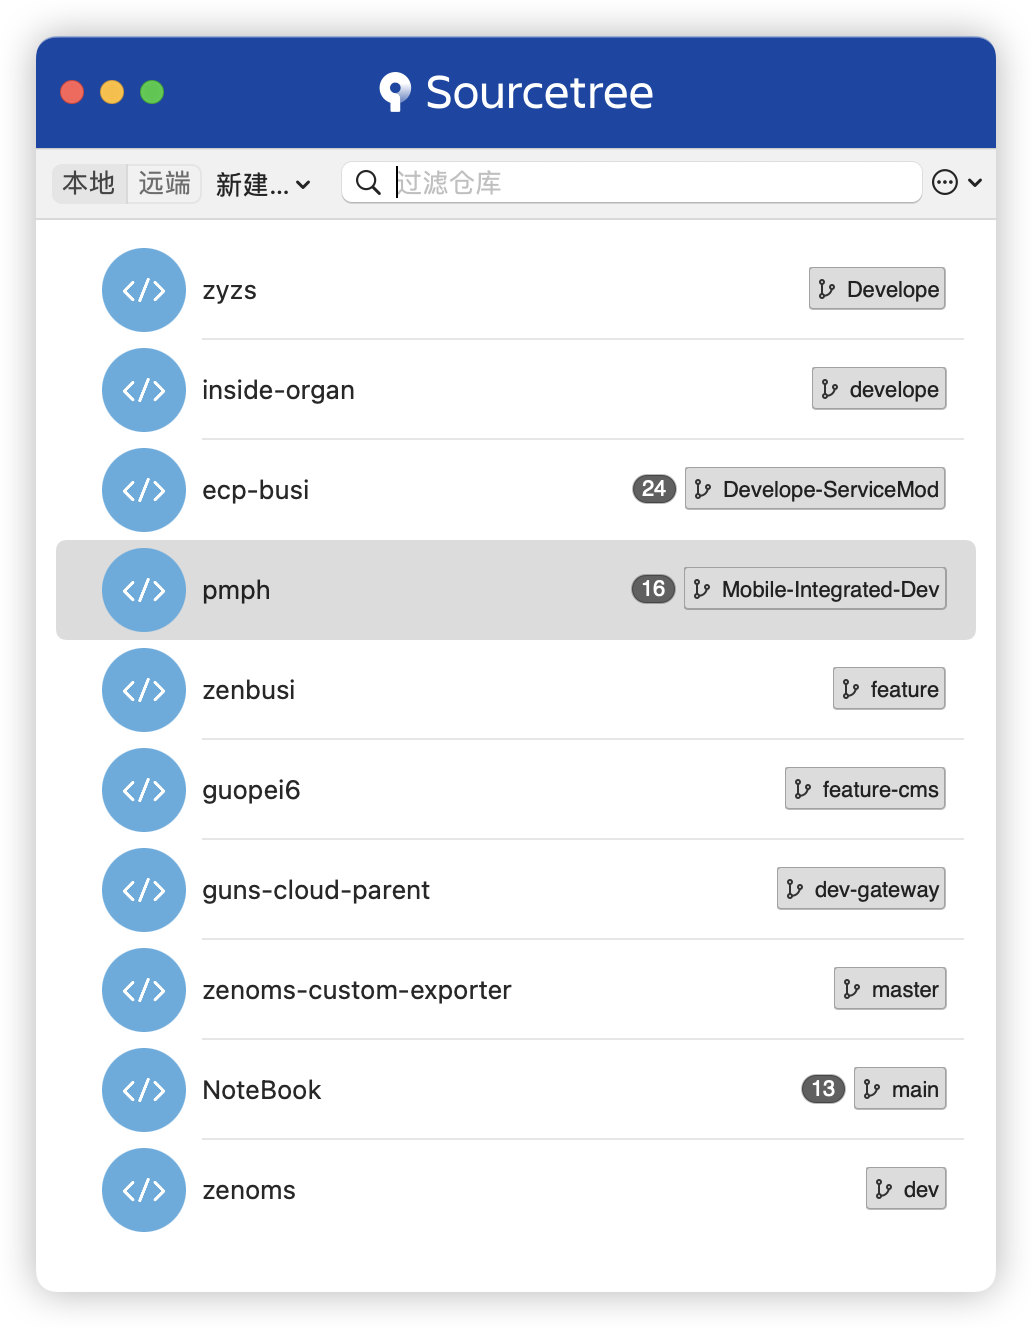 Sourcetree
本地 远端 新建... 过滤仓库
</> zyzs Develope
</> inside-organ develope
</> ecp-busi 24 Develope-ServiceMod
</> pmph 16 Mobile-Integrated-Dev
</> zenbusi feature
</> guopei6 feature-cms
</> guns-cloud-parent dev-gateway
</> zenoms-custom-exporter master
</> NoteBook 13 main
</> zenoms dev